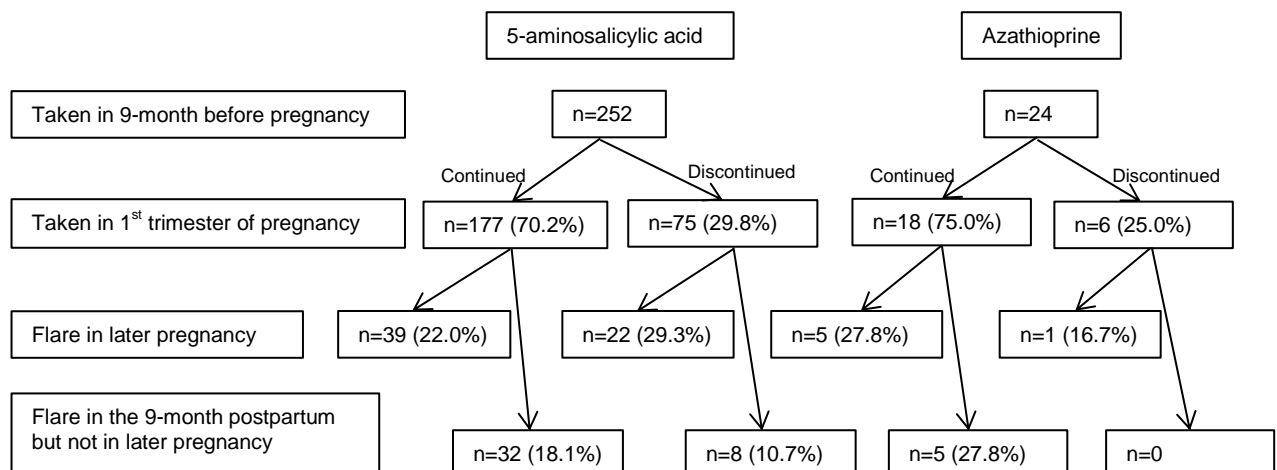 5-aminosalicylic acid
Azathioprine
Taken in 9-month before pregnancy
n=252
n=24
Continued
Discontinued
Continued
Discontinued
Taken in 1st trimester of pregnancy
n=177 (70.2%)
n=75 (29.8%)
n=18 (75.0%)
n=6 (25.0%)
Flare in later pregnancy
n=39 (22.0%)
n=22 (29.3%)
n=5 (27.8%)
n=1 (16.7%)
Flare in the 9-month postpartum
but not in later pregnancy
n=32 (18.1%)
n=8 (10.7%)
n=5 (27.8%)
n=0